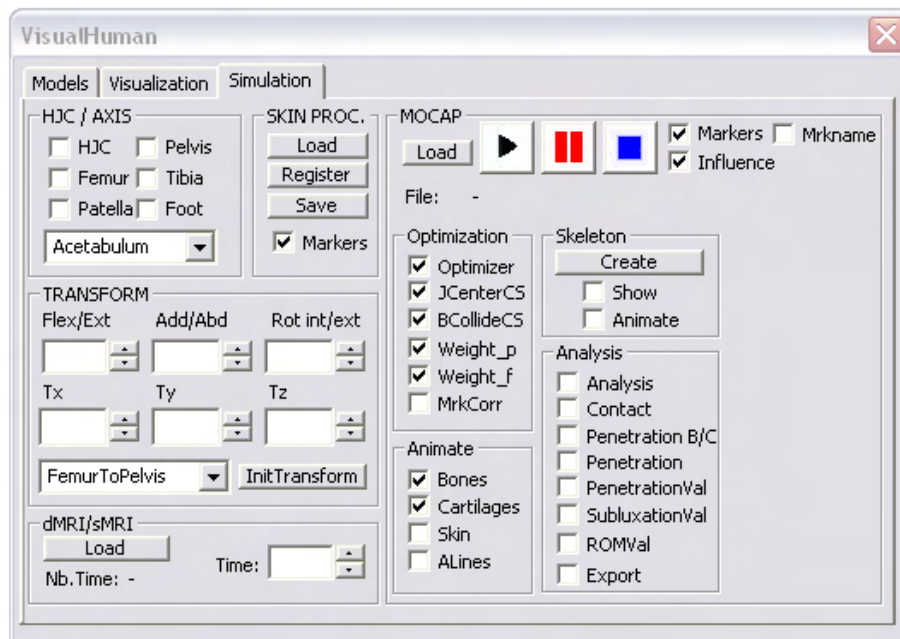 VisualHuman
Models Visualization Simulation
HJC / AXIS
HJC Pelvis
Femur Tibia
Patella Foot
Acetabulum
SKIN PROC.
Load
Register
Save
Markers
TRANSFORM
Flex/Ext Add/Abd Rot int/ext
Tx Ty Tz
FemurToPelvis InitTransform
dMRI/sMRI
Load
Nb.Time: -
Time:
MOCAP
Load
Markers Mrkname
Influence
File: -
Optimization
Optimizer
JCenterCS
BCollideCS
Weight_p
Weight_f
MrkCorr
Animate
Bones
Cartilages
Skin
ALines
Skeleton
Create
Show
Animate
Analysis
Analysis
Contact
Penetration B/C
Penetration
PenetrationVal
SubluxationVal
ROMVal
Export